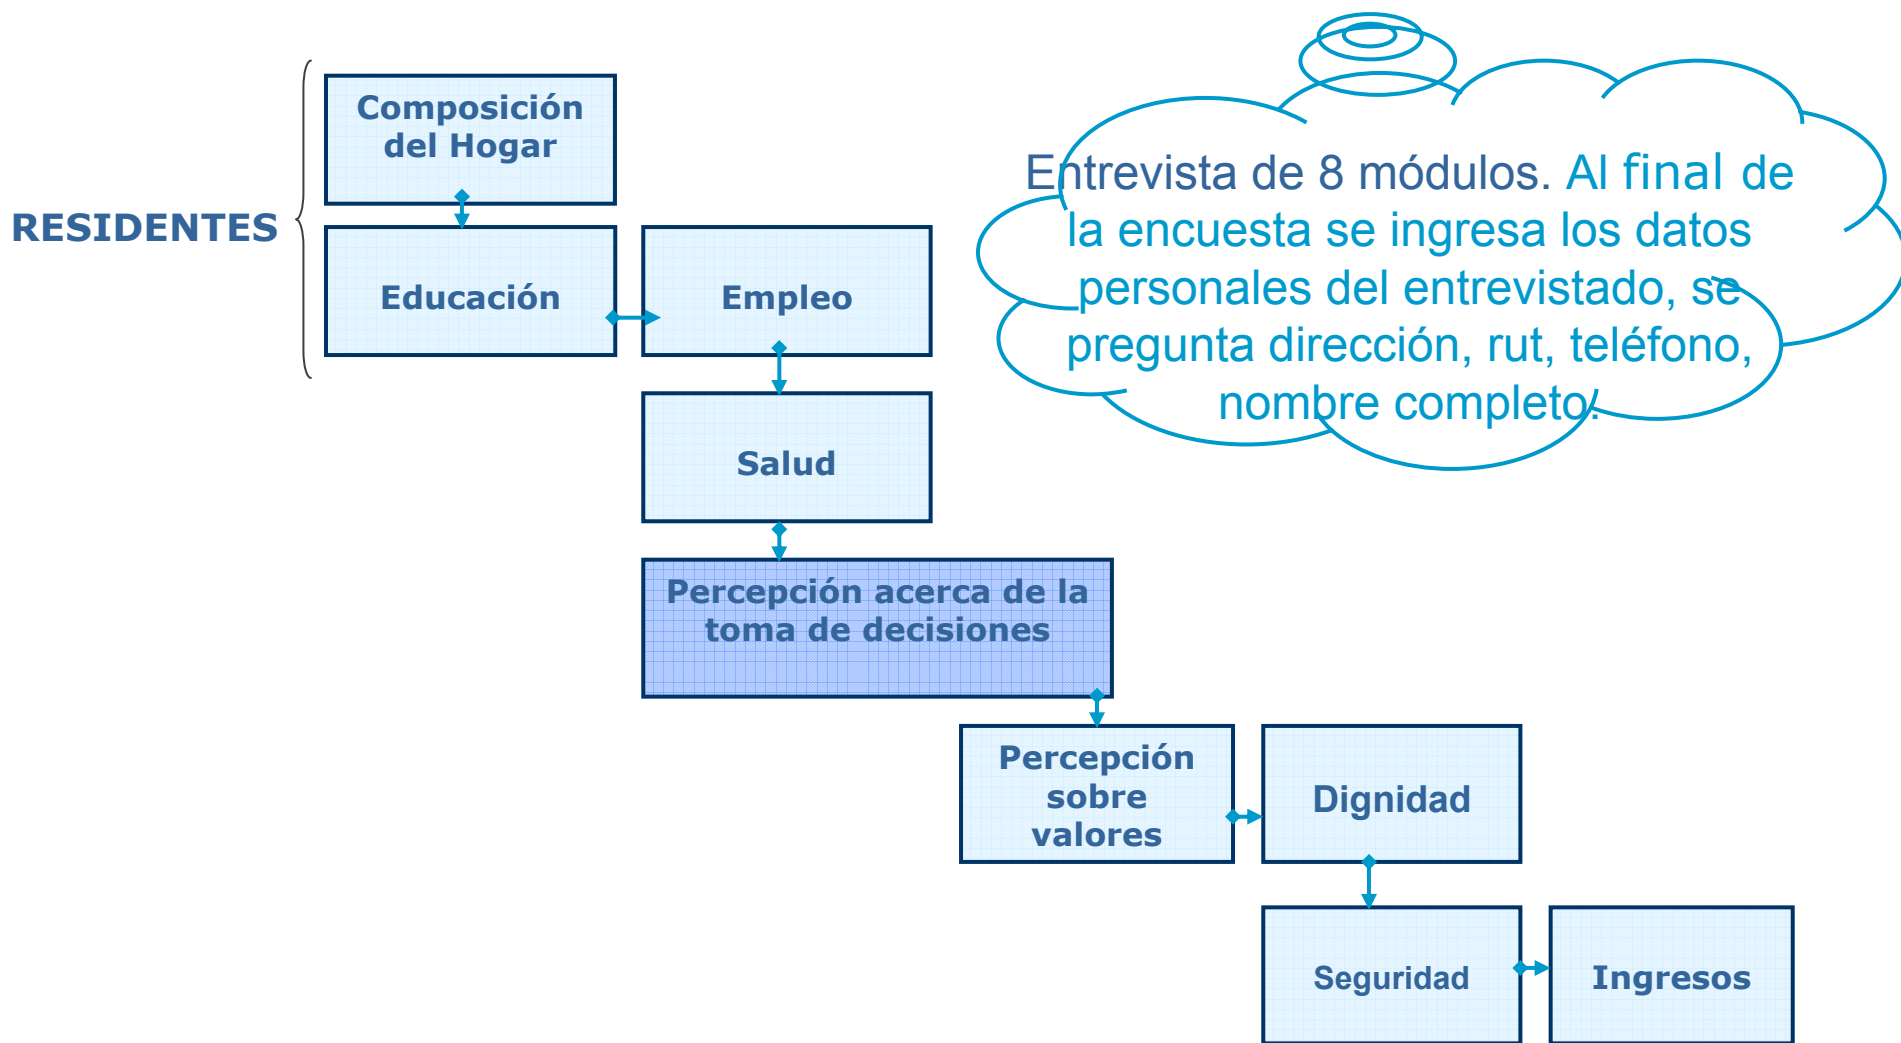 RESIDENTES
Composición
del Hogar
Educación
Empleo
Salud
Percepción acerca de la
toma de decisiones
Percepción
sobre
valores
Dignidad
Seguridad
Ingresos
Entrevista de 8 módulos. Al final de
la encuesta se ingresa los datos
personales del entrevistado, se
pregunta dirección, rut, teléfono,
nombre completo.